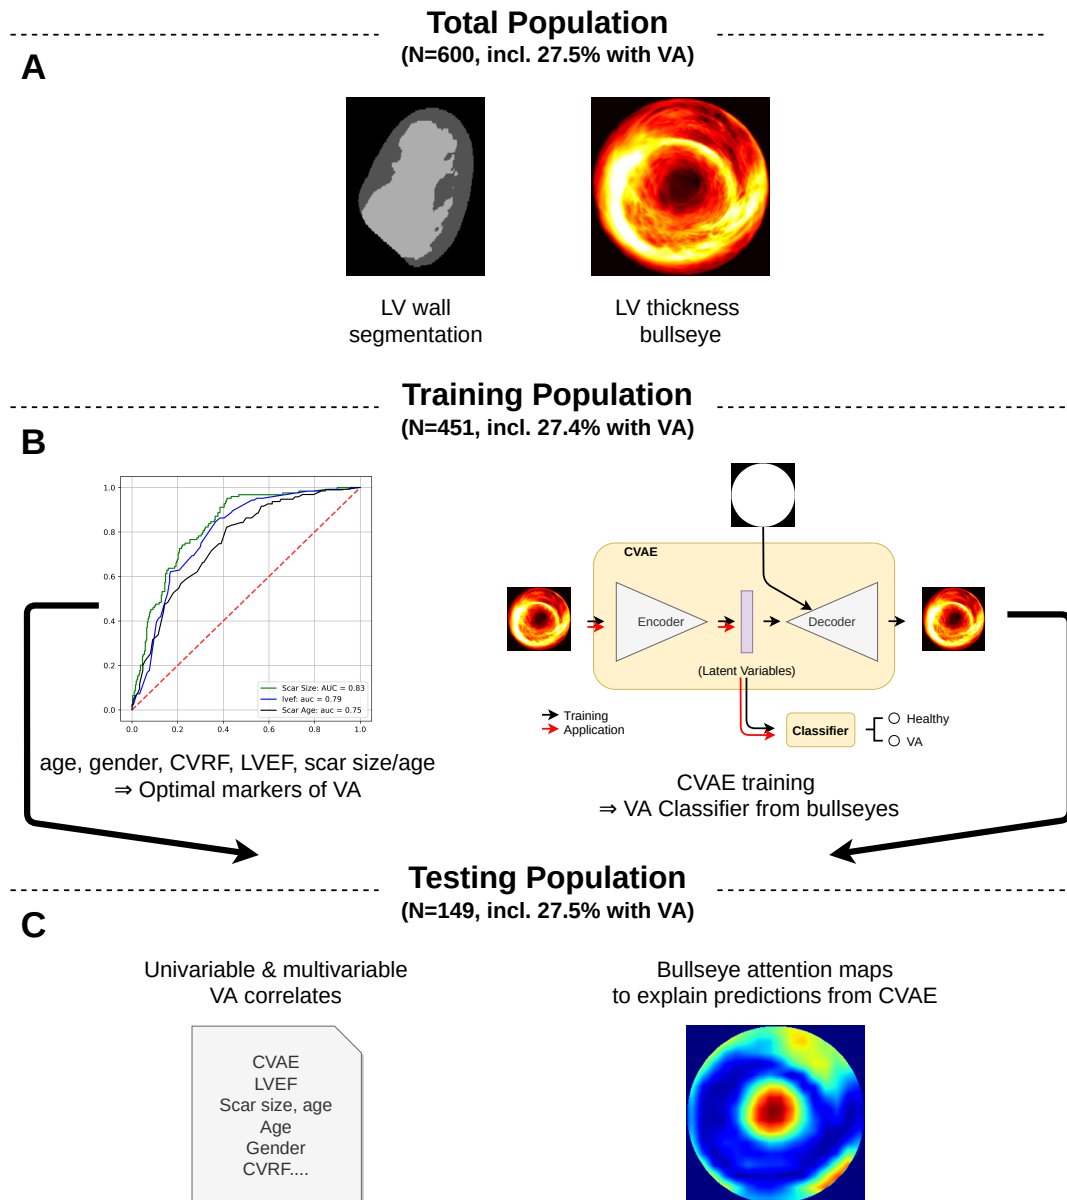 Total Population
(N=600, incl. 27.5% with VA)
A
LV wall
segmentation
LV thickness
bullseye
Training Population
(N=451, incl. 27.4% with VA)
B
1.0
0.8
0.6
0.4
0.2
0.0
0.0
0.2
0.4
0.6
0.8
1.0
Scar Size: AUC = 0.83
lvef: auc = 0.79
Scar Age: auc = 0.75
age, gender, CVRF, LVEF, scar size/age
⇒ Optimal markers of VA
CVAE
Encoder
Decoder
(Latent Variables)
Training
Application
Classifier
Healthy
VA
CVAE training
⇒ VA Classifier from bullseyes
Testing Population
(N=149, incl. 27.5% with VA)
C
Univariable & multivariable
VA correlates
CVAE
LVEF
Scar size, age
Age
Gender
CVRF....
Bullseye attention maps
to explain predictions from CVAE